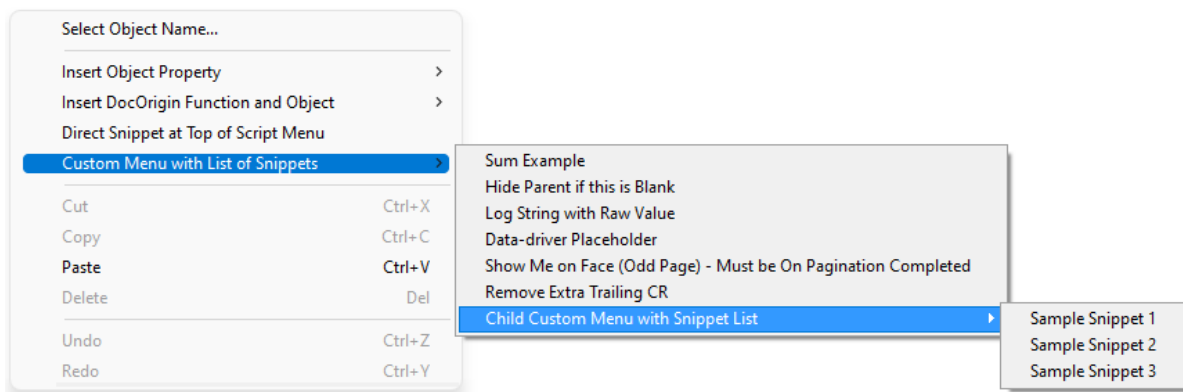 Select Object Name...
Insert Object Property
Insert DocOrigin Function and Object
Direct Snippet at Top of Script Menu
Custom Menu with List of Snippets
Cut Ctrl+X
Copy Ctrl+C
Paste Ctrl+V
Delete Del
Undo Ctrl+Z
Redo Ctrl+Y
Sum Example
Hide Parent if this is Blank
Log String with Raw Value
Data-driver Placeholder
Show Me on Face (Odd Page) - Must be On Pagination Completed
Remove Extra Trailing CR
Child Custom Menu with Snippet List
Sample Snippet 1
Sample Snippet 2
Sample Snippet 3